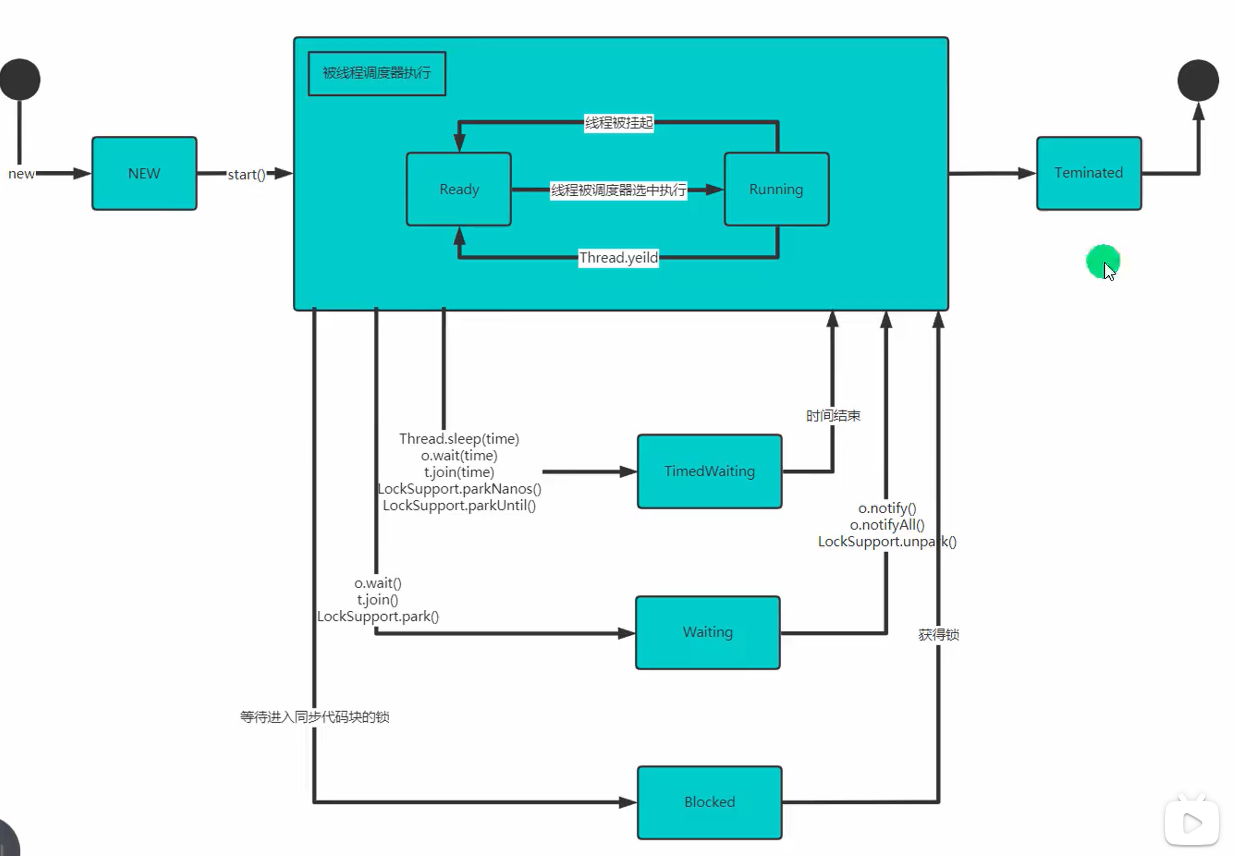 被线程调度器执行
线程被挂起
new
NEW
start()
Ready
线程被调度器选中执行
Running
Teminated
Thread.yeild
时间结束
Thread.sleep(time)
o.wait(time)
t.join(time)
LockSupport.parkNanos()
LockSupport.parkUntil()
TimedWaiting
o.notify()
o.notifyAll()
LockSupport.unpark()
o.wait()
t.join()
LockSupport.park()
Waiting
获得锁
等待进入同步代码块的锁
Blocked